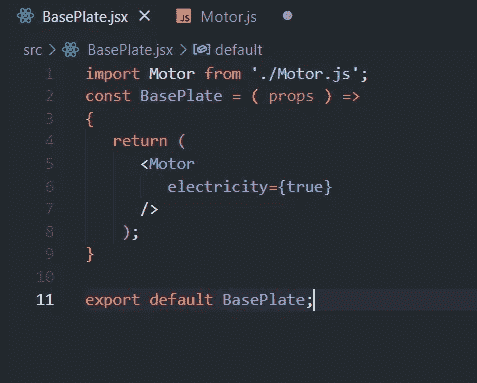 BasePlate.jsx × JS Motor.js
src > BasePlate.jsx > default
1 import Motor from './Motor.js';
2 const BasePlate = ( props ) =>
3 {
4 return (
5 <Motor
6 electricity={true}
7 />
8 );
9 }
10
11 export default BasePlate;